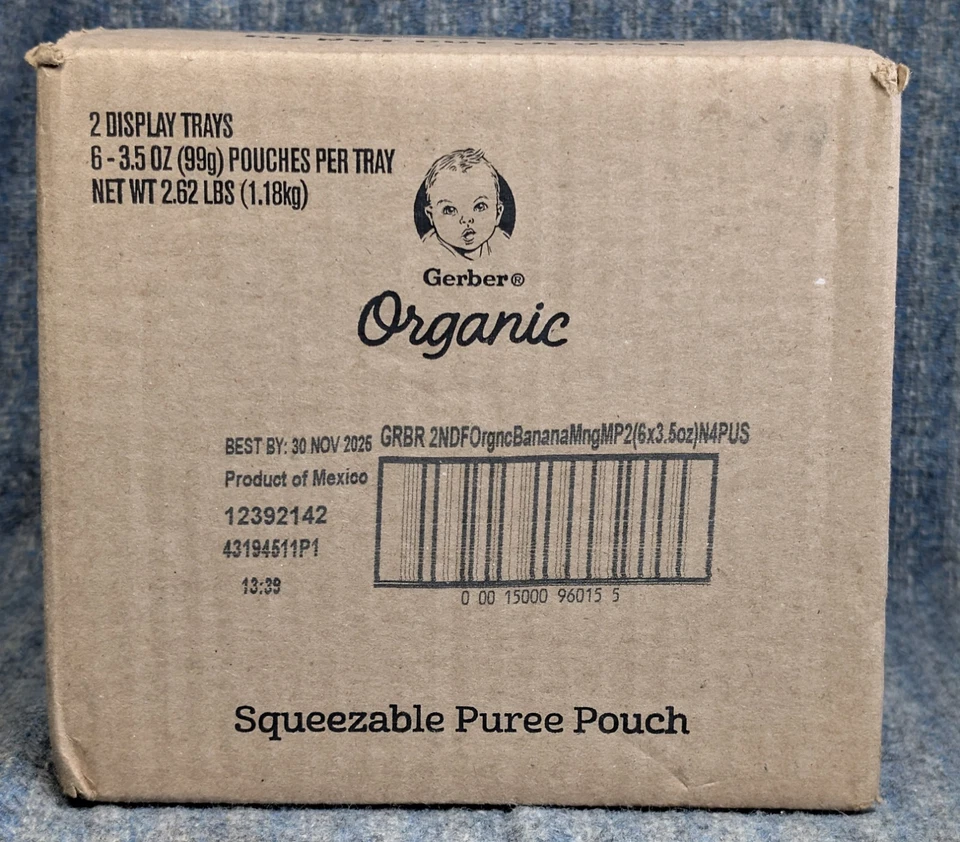 2 DISPLAY TRAYS
6 - 3.5 OZ (99g) POUCHES PER TRAY
NET WT 2.62 LBS (1.18kg)
Gerber®
Organic
BEST BY: 30 NOV 2025
GRBR 2NDFOrgncBananaMngMP2(6x3.5oz)N4PUS
Product of Mexico
12392142
43194511P1
13:39
0 00 15000 96015 5
Squeezable Puree Pouch